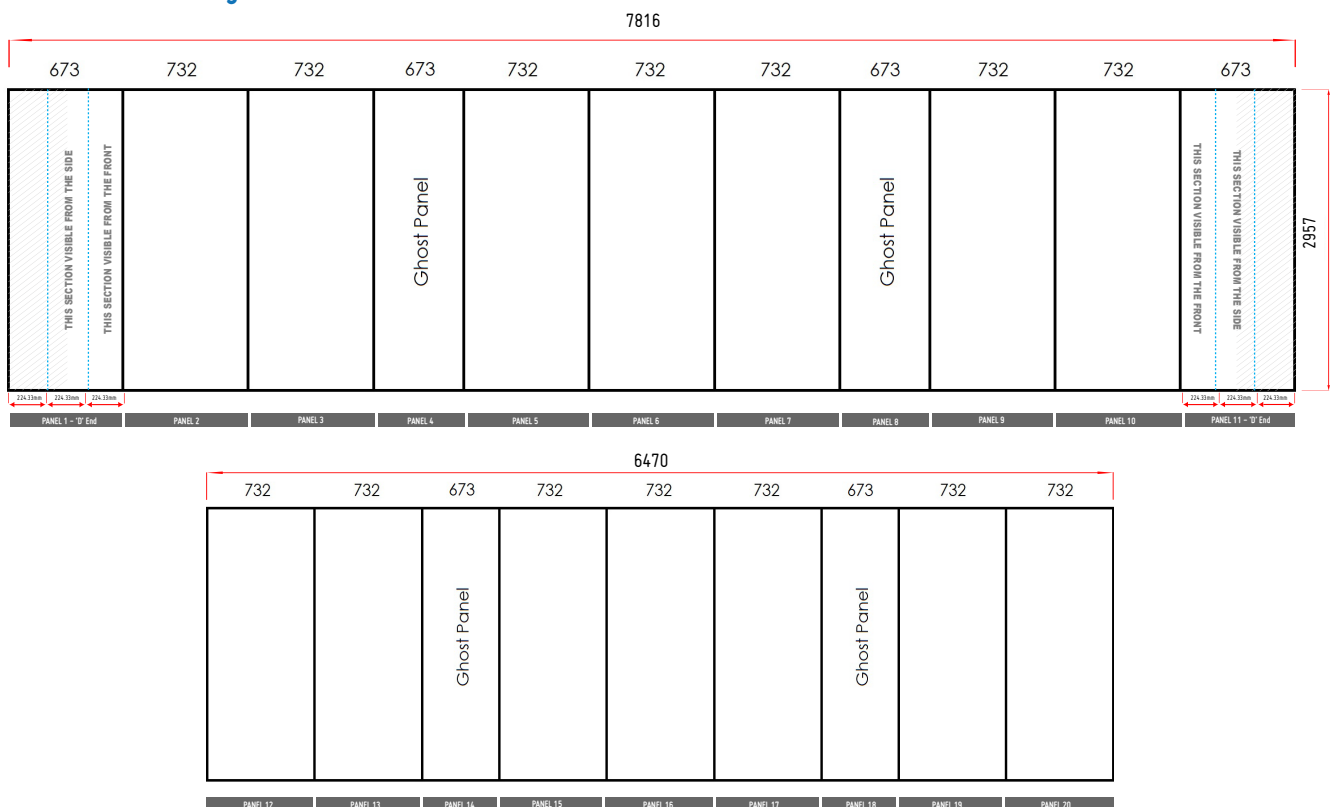 7816
673 732 732 673 732 732 732 673 732 732 673
THIS SECTION VISIBLE FROM THE SIDE
THIS SECTION VISIBLE FROM THE FRONT
Ghost Panel
Ghost Panel
THIS SECTION VISIBLE FROM THE FRONT
THIS SECTION VISIBLE FROM THE SIDE
2957
224.33mm 224.33mm 224.33mm 224.33mm 224.33mm 224.33mm
PANEL 1 – 'D' End PANEL 2 PANEL 3 PANEL 4 PANEL 5 PANEL 6 PANEL 7 PANEL 8 PANEL 9 PANEL 10 PANEL 11 – 'D' End
6470
732 732 673 732 732 732 673 732 732
Ghost Panel
Ghost Panel
PANEL 12 PANEL 13 PANEL 14 PANEL 15 PANEL 16 PANEL 17 PANEL 18 PANEL 19 PANEL 20